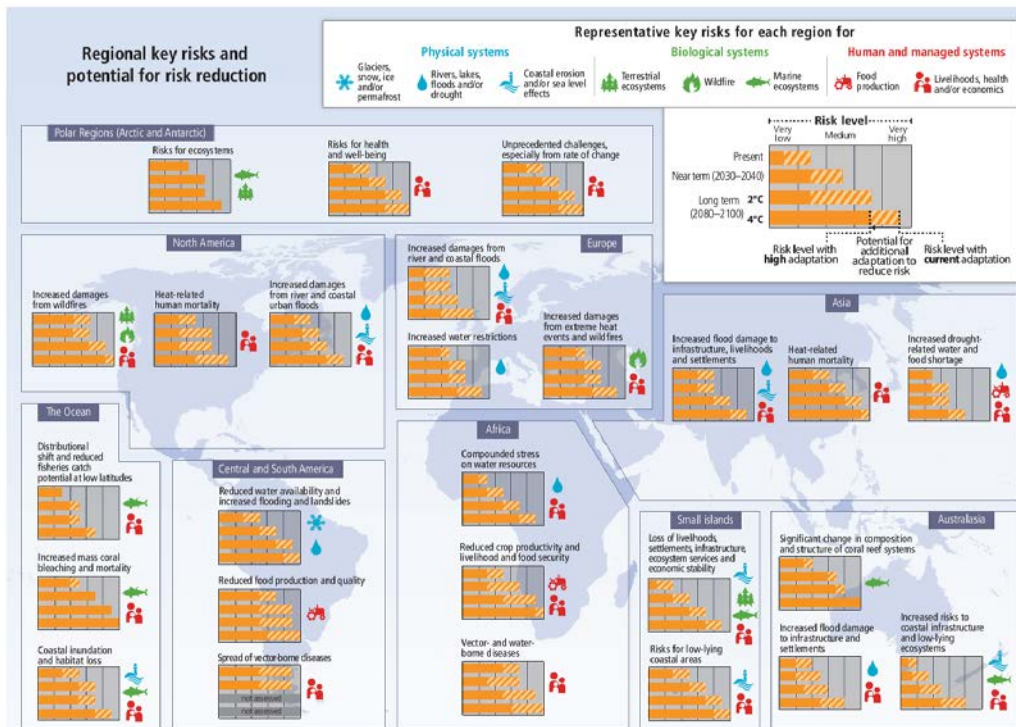 Regional key risks and
potential for risk reduction
Representative key risks for each region for
Physical systems
Biological systems
Human and managed systems
Glaciers,
snow, ice
and/or
permafrost
Rivers, lakes,
floods and/or
drought
Coastal erosion
and/or sea level
effects
Terrestrial
ecosystems
Wildfire
Marine
ecosystems
Food
production
Livelihoods, health
and/or economics
Risk level
Very
low
Medium
Very
high
Present
Near term (2030–2040)
Long term
(2080–2100)
2°C
4°C
Risk level with
high adaptation
Potential for
additional
adaptation to
reduce risk
Risk level with
current adaptation
Polar Regions (Arctic and Antarctic)
Risks for ecosystems
Risks for health
and well-being
Unprecedented challenges,
especially from rate of change
North America
Increased damages
from wildfires
Heat-related
human mortality
Increased damages
from river and coastal
urban floods
Europe
Increased damages from
river and coastal floods
Increased water restrictions
Increased damages
from extreme heat
events and wildfires
Asia
Increased flood damage to
infrastructure, livelihoods
and settlements
Heat-related
human mortality
Increased drought-
related water and
food shortage
The Ocean
Distributional
shift and reduced
fisheries catch
potential at low latitudes
Increased mass coral
bleaching and mortality
Coastal inundation
and habitat loss
Central and South America
Reduced water availability and
increased flooding and landslides
Reduced food production and quality
Spread of vector-borne diseases
not assessed
not assessed
Africa
Compounded stress
on water resources
Reduced crop productivity and
livelihood and food security
Vector- and water-
borne diseases
Small islands
Loss of livelihoods,
settlements, infrastructure,
ecosystem services and
economic stability
Risks for low-lying
coastal areas
Australasia
Significant change in composition
and structure of coral reef systems
Increased flood damage
to infrastructure and
settlements
Increased risks to
coastal infrastructure
and low-lying
ecosystems